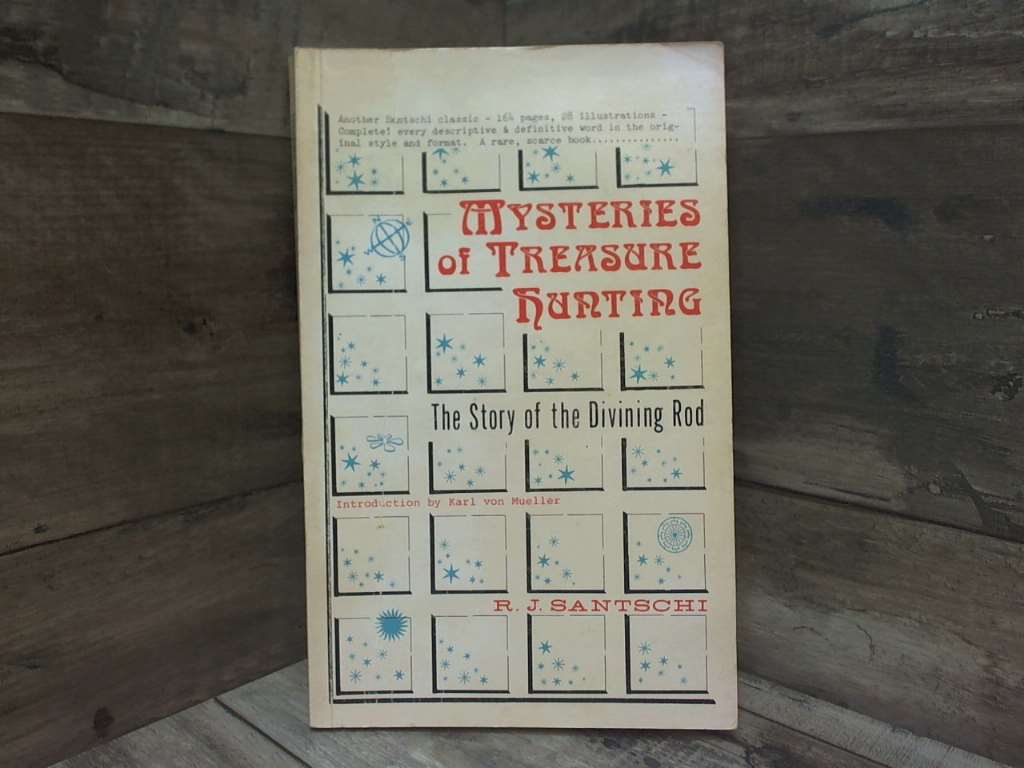 Another Santschi classic - 164 pages, 28 illustrations -
Complete! every descriptive & definitive word in the orig-
inal style and format. A rare, scarce book...............
MYSTERIES
of TREASURE
HUNTING
The Story of the Divining Rod
Introduction by Karl von Mueller
R. J. SANTSCHI